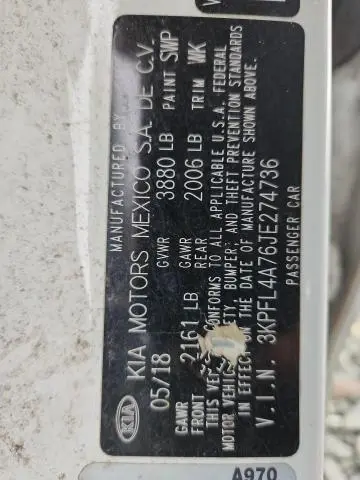 MANUFACTURED BY
KIA KIA MOTORS MEXICO S.A. DE C.V.
05/18 GVWR 3880 LB PAINT SWP
GAWR FRONT 2161 LB GAWR REAR 2006 LB TRIM WK
THIS VEHICLE CONFORMS TO ALL APPLICABLE U.S.A. FEDERAL
MOTOR VEHICLE SAFETY, BUMPER, AND THEFT PREVENTION STANDARDS
IN EFFECT ON THE DATE OF MANUFACTURE SHOWN ABOVE.
V.I.N. 3KPFL4A76JE274736
PASSENGER CAR
A970